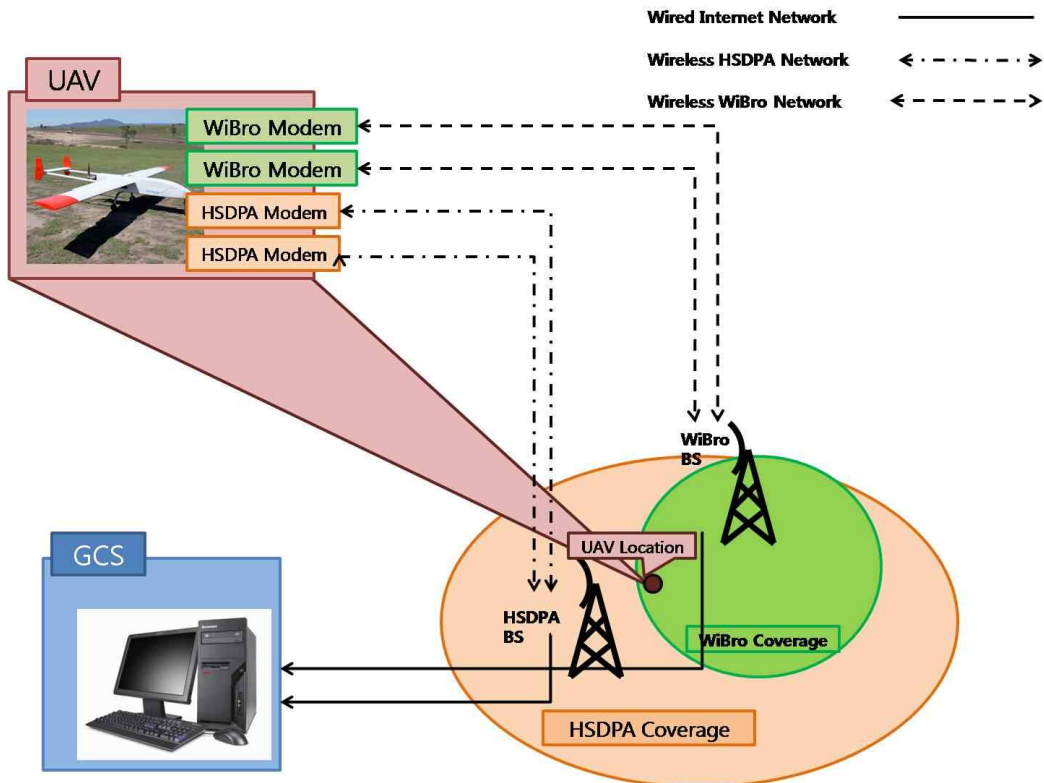 Wired Internet Network
Wireless HSDPA Network
Wireless WiBro Network
UAV
WiBro Modem
WiBro Modem
HSDPA Modem
HSDPA Modem
WiBro
BS
UAV Location
GCS
HSDPA
BS
WiBro Coverage
HSDPA Coverage